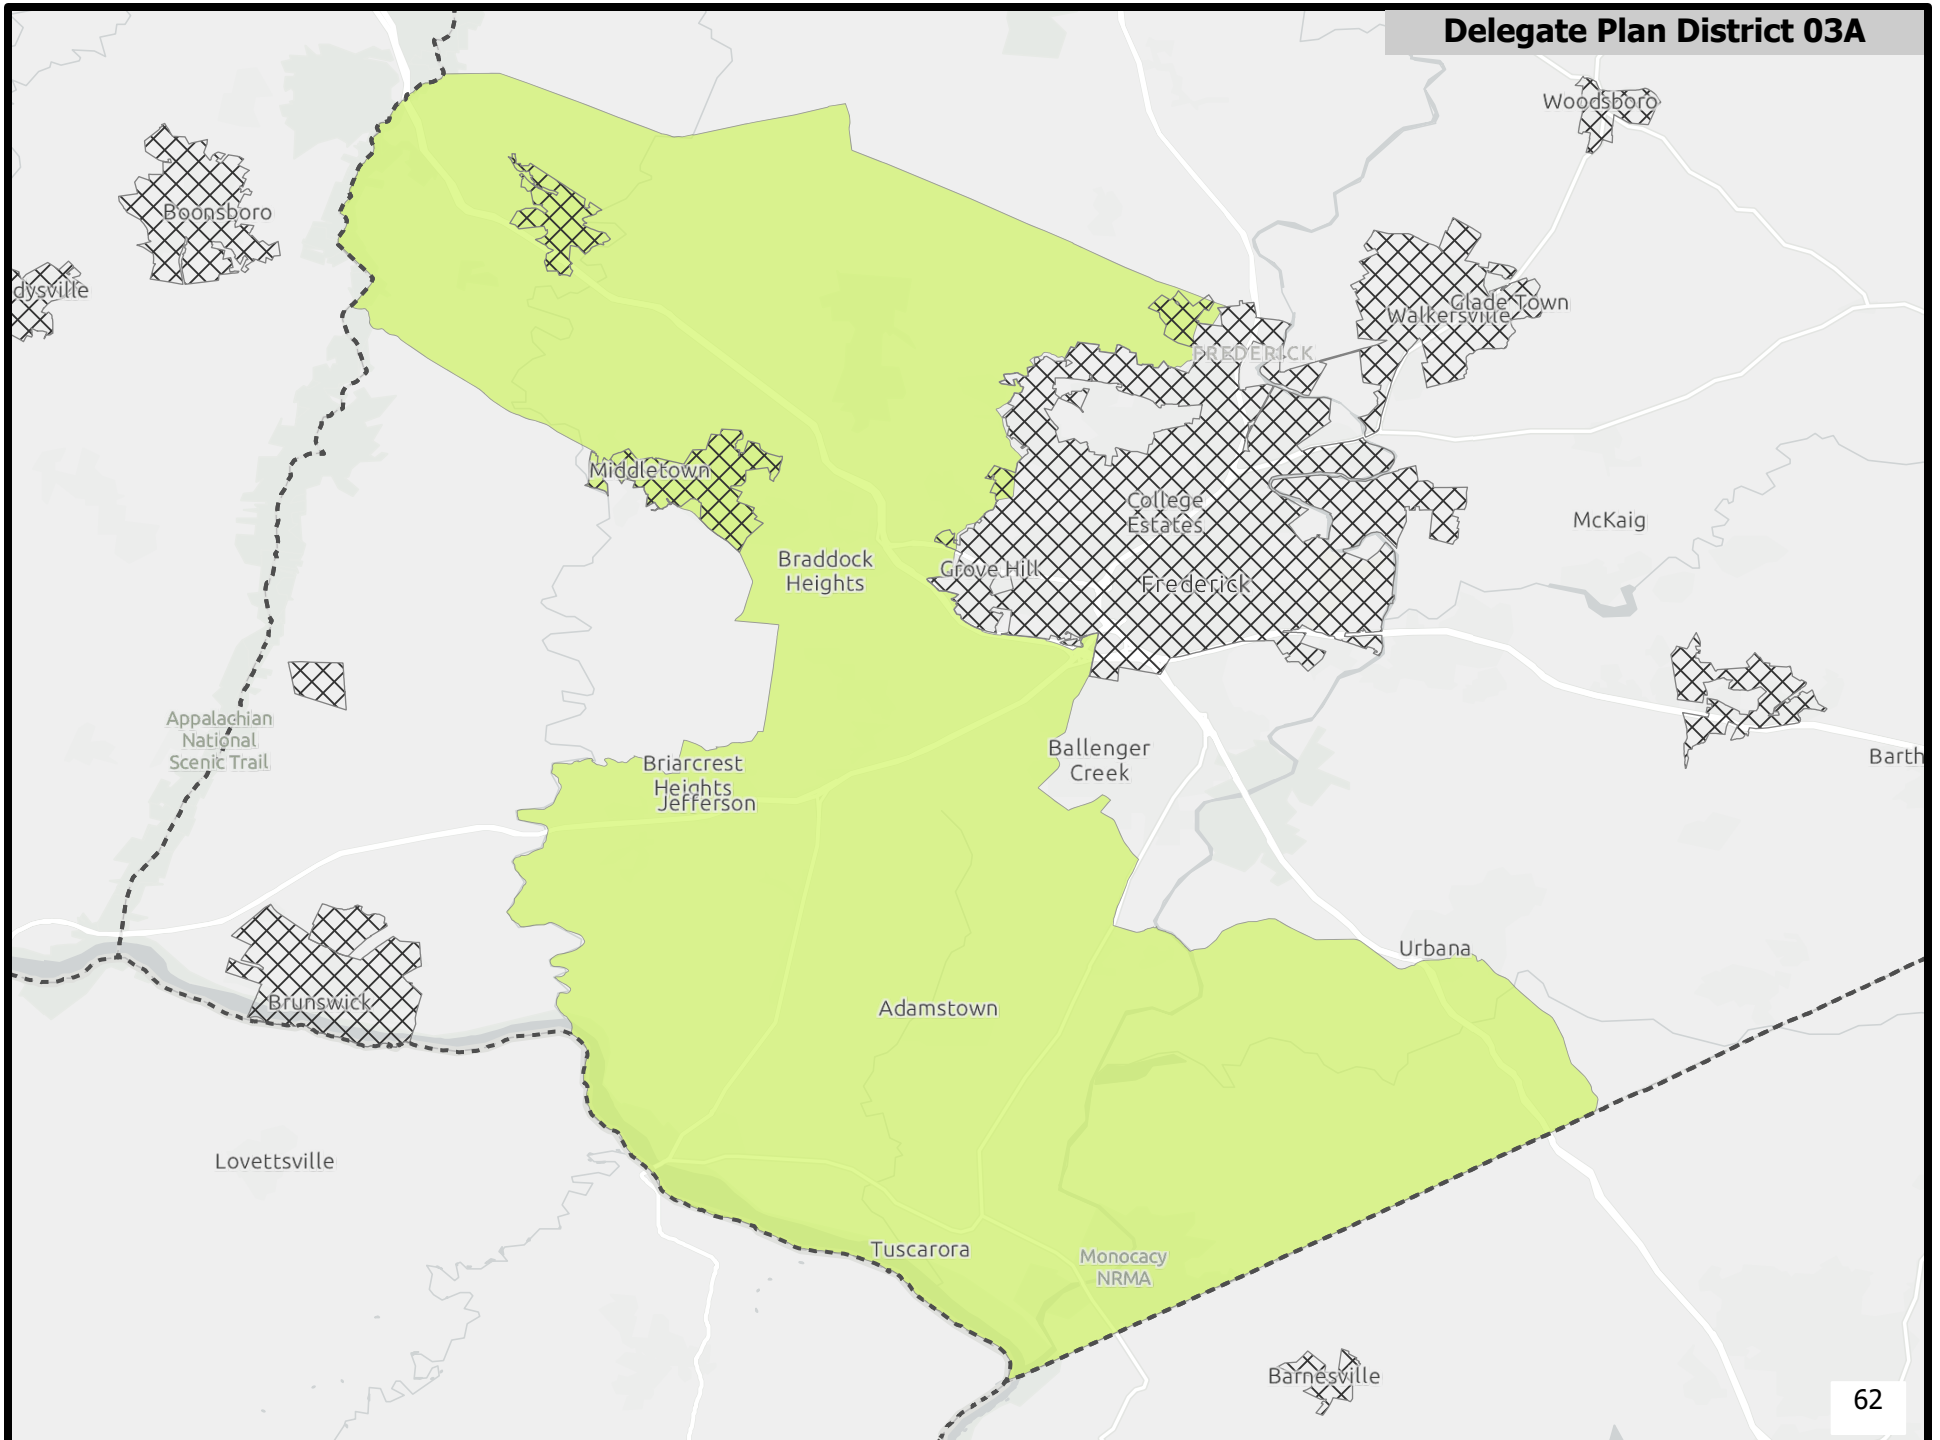 Delegate Plan District 03A
Woodsboro
Boonsboro
dysville
Glade Town
Walkersville
FREDERICK
Middletown
College
Estates
McKaig
Braddock
Heights
Grove Hill
Frederick
Appalachian
National
Scenic Trail
Ballenger
Creek
Briarcrest
Heights
Jefferson
Barth
Urbana
Brunswick
Adamstown
Lovettsville
Tuscarora
Monocacy
NRMA
Barnesville
62